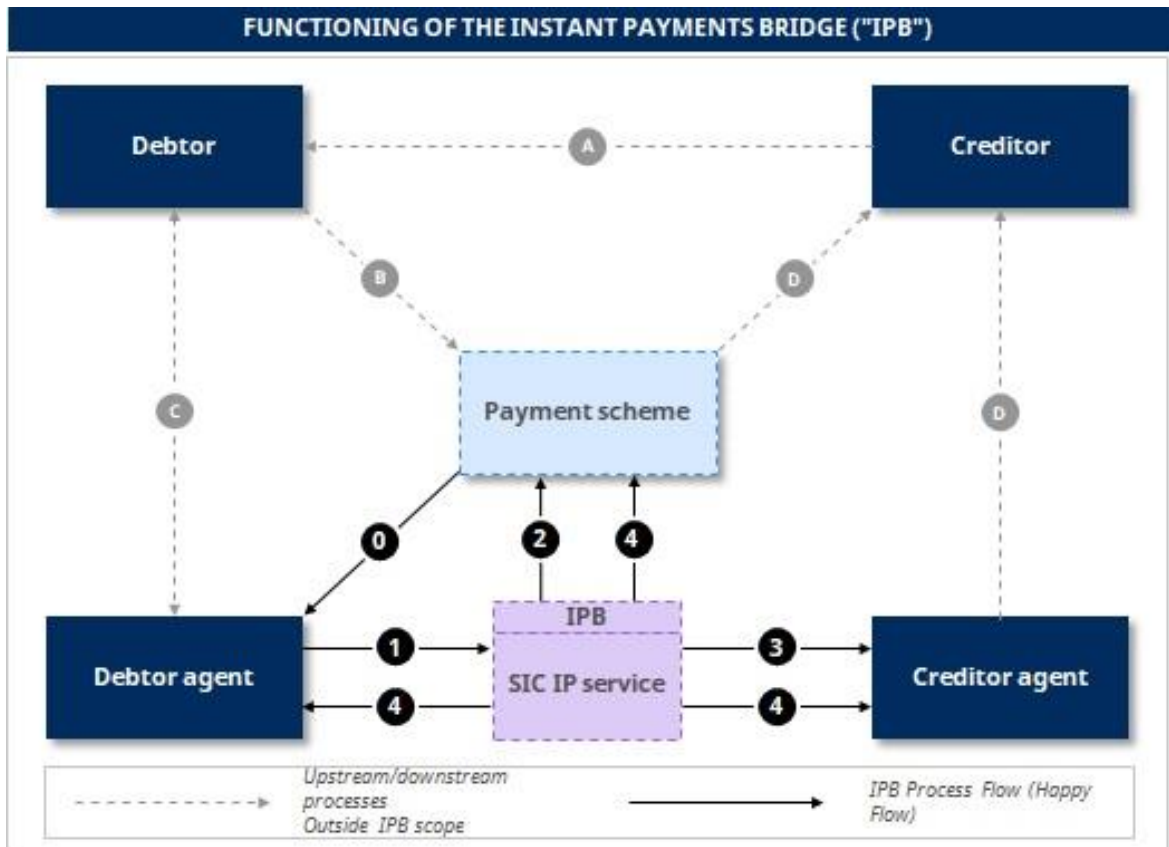 FUNCTIONING OF THE INSTANT PAYMENTS BRIDGE ("IPB")
Debtor
A
Creditor
B
D
C
Payment scheme
D
0
2
4
IPB
1
3
Debtor agent
SIC IP service
Creditor agent
4
4
Upstream/downstream
processes
Outside IPB scope
IPB Process Flow (Happy
Flow)